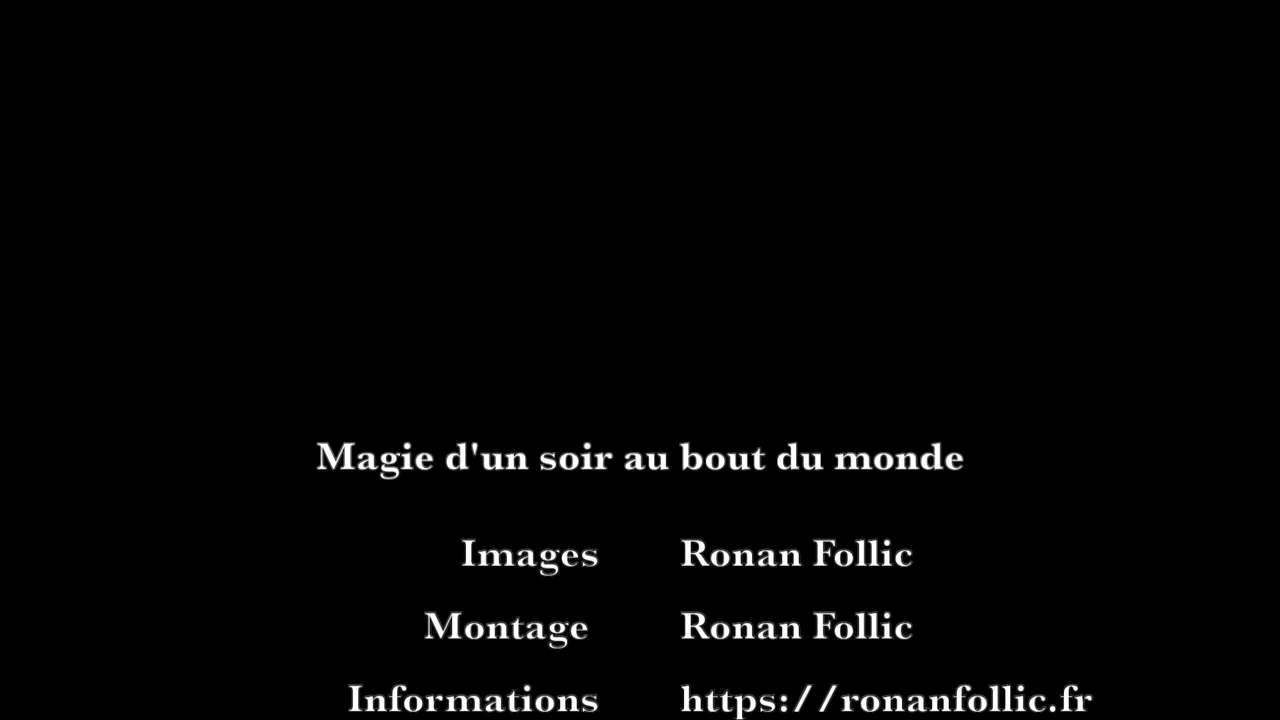 Magie d'un soir au bout du monde
Images Ronan Follic
Montage Ronan Follic
Informations https://ronanfollic.fr